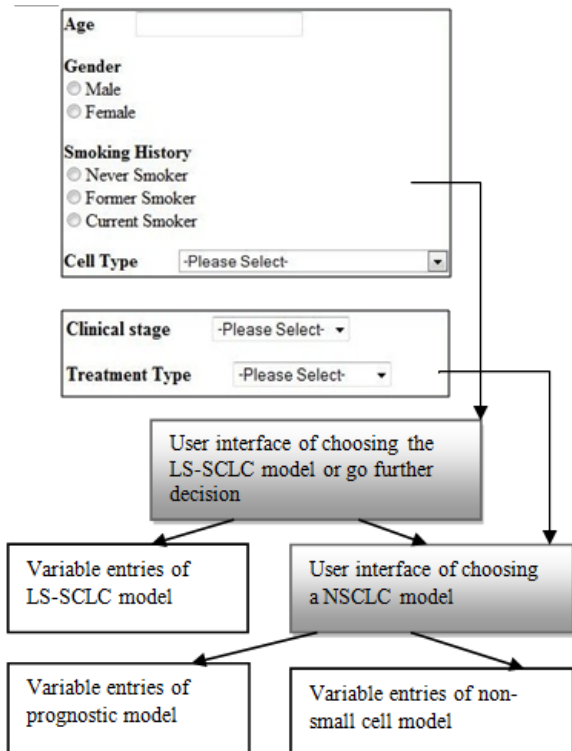 Age
Gender
Male
Female
Smoking History
Never Smoker
Former Smoker
Current Smoker
Cell Type -Please Select-
Clinical stage -Please Select-
Treatment Type -Please Select-
User interface of choosing the
LS-SCLC model or go further
decision
Variable entries of
LS-SCLC model
User interface of choosing
a NSCLC model
Variable entries of
prognostic model
Variable entries of non-
small cell model